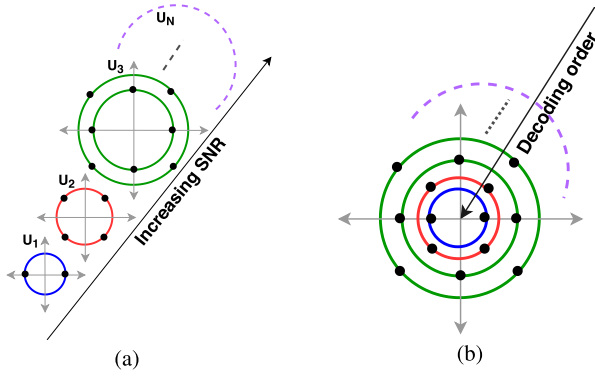 U_N
U_3
U_2
U_1
Increasing SNR
(a)
Decoding order
(b)